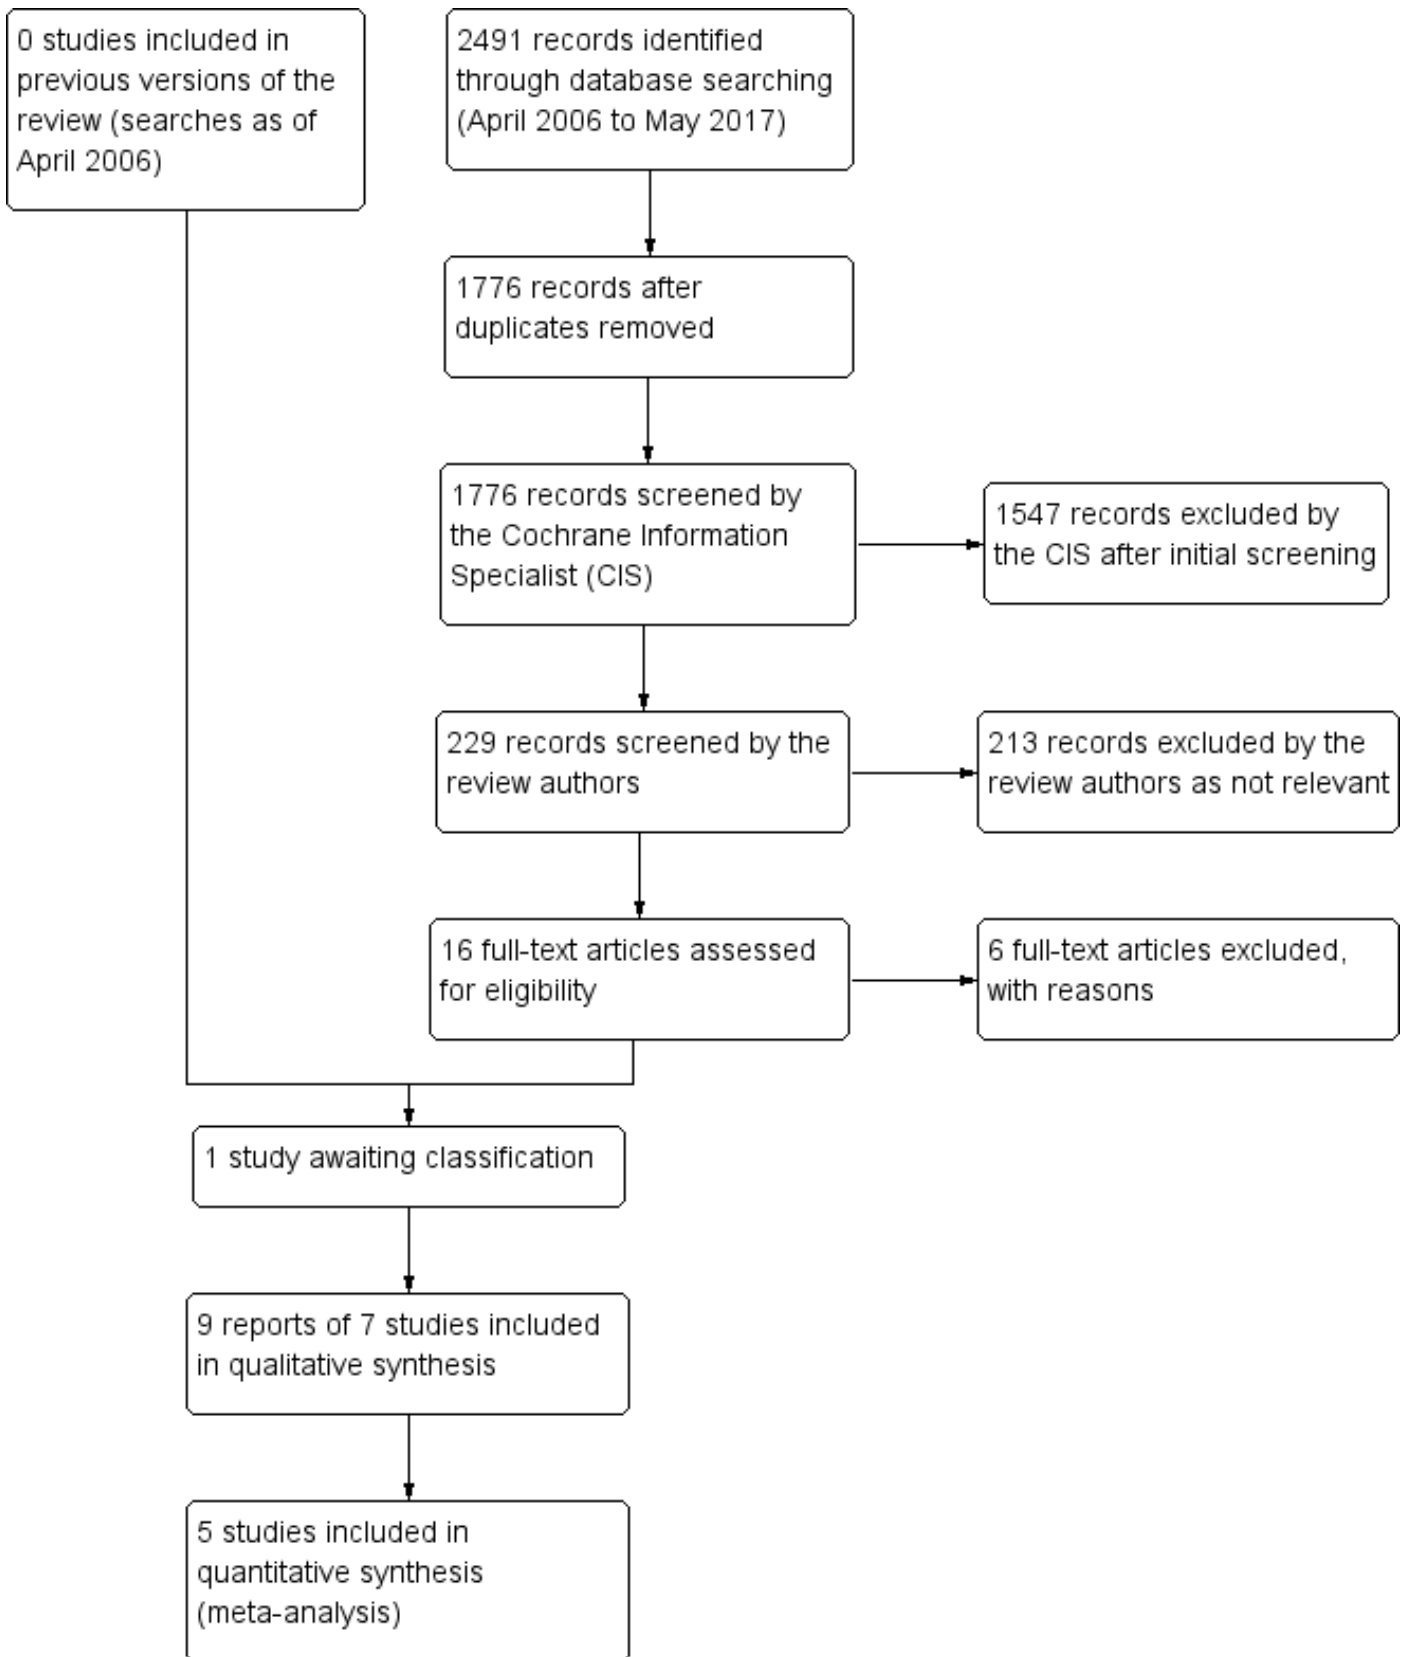 0 studies included in
previous versions of the
review (searches as of
April 2006)
2491 records identified
through database searching
(April 2006 to May 2017)
1776 records after
duplicates removed
1776 records screened by
the Cochrane Information
Specialist (CIS)
1547 records excluded by
the CIS after initial screening
229 records screened by the
review authors
213 records excluded by the
review authors as not relevant
16 full-text articles assessed
for eligibility
6 full-text articles excluded,
with reasons
1 study awaiting classification
9 reports of 7 studies included
in qualitative synthesis
5 studies included in
quantitative synthesis
(meta-analysis)